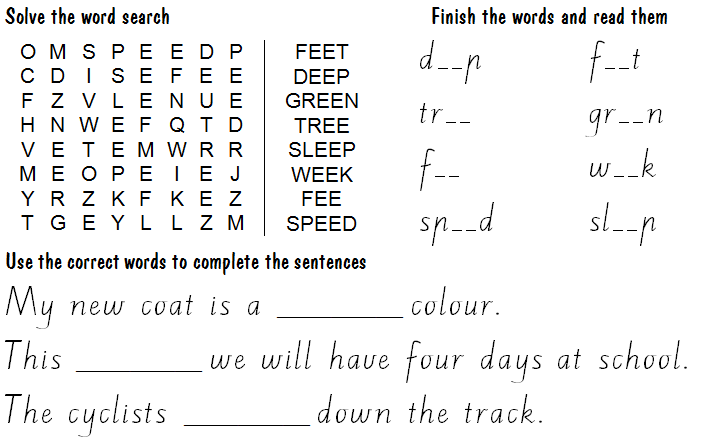 Solve the word search
O M S P E E D P
C D I S E F E E
F Z V L E N U E
H N W E F Q T D
V E T E M W R R
M E O P E I E J
Y R Z K F K E Z
T G E Y L L Z M
FEET
DEEP
GREEN
TREE
SLEEP
WEEK
FEE
SPEED
Finish the words and read them
d__p f__t
tr__ gr__n
f__ w__k
sp__d sl__p
Use the correct words to complete the sentences
My new coat is a ________ colour.
This ________ we will have four days at school.
The cyclists ________ down the track.